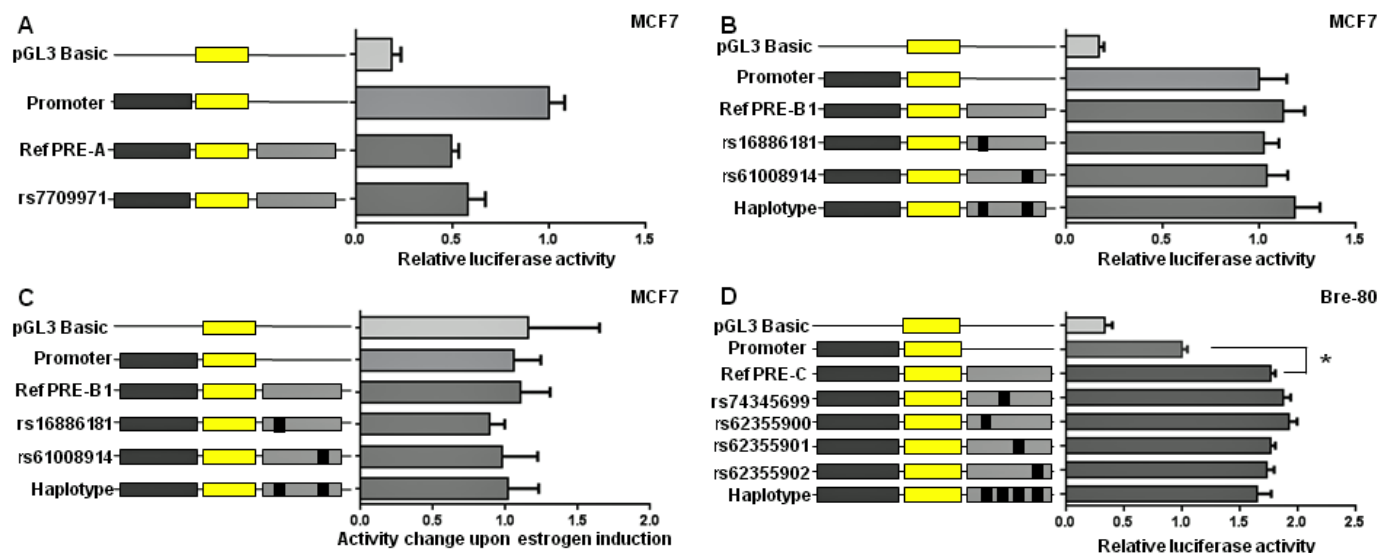 A
MCF7
pGL3 Basic
Promoter
Ref PRE-A
rs7709971
0.0 0.5 1.0 1.5
Relative luciferase activity
B
MCF7
pGL3 Basic
Promoter
Ref PRE-B1
rs16886181
rs61008914
Haplotype
0.0 0.5 1.0 1.5
Relative luciferase activity
C
MCF7
pGL3 Basic
Promoter
Ref PRE-B1
rs16886181
rs61008914
Haplotype
0.0 0.5 1.0 1.5 2.0
Activity change upon estrogen induction
D
Bre-80
pGL3 Basic
Promoter
Ref PRE-C
rs74345699
rs62355900
rs62355901
rs62355902
Haplotype
*
0.0 0.5 1.0 1.5 2.0 2.5
Relative luciferase activity